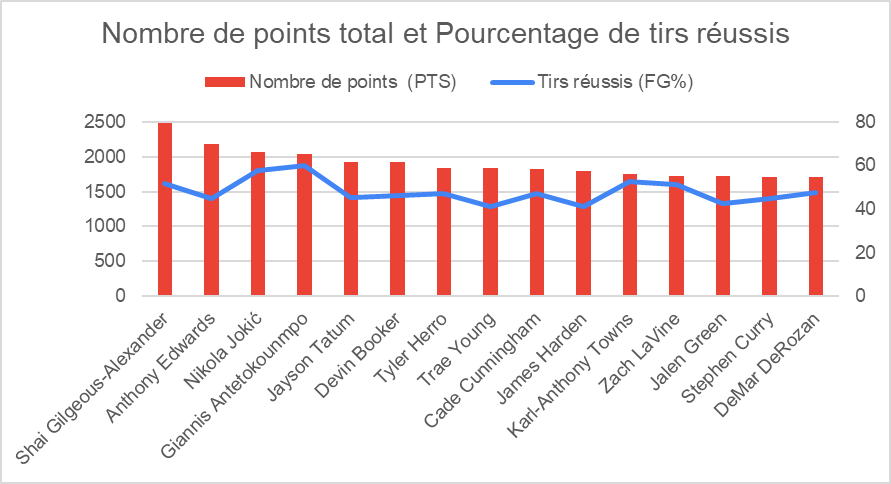 Nombre de points total et Pourcentage de tirs réussis
Nombre de points  (PTS)
Tirs réussis (FG%)
2500
2000
1500
1000
500
0
80
60
40
20
0
Shai Gilgeous-Alexander
Anthony Edwards
Nikola Jokić
Giannis Antetokounmpo
Jayson Tatum
Devin Booker
Tyler Herro
Trae Young
Cade Cunningham
James Harden
Karl-Anthony Towns
Zach LaVine
Jalen Green
Stephen Curry
DeMar DeRozan